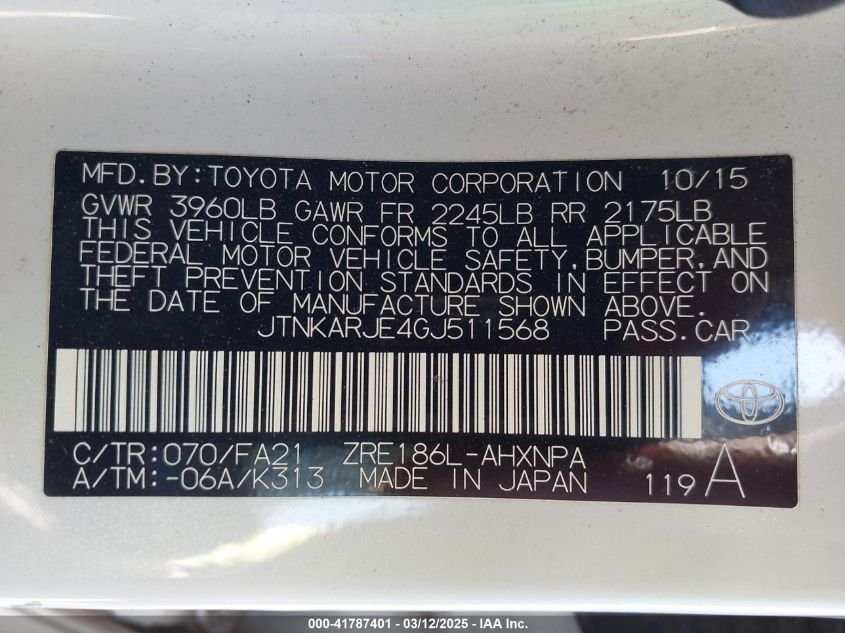 MFD.BY:TOYOTA MOTOR CORPORATION 10/15
GVWR 3960LB GAWR FR 2245LB RR 2175LB
THIS VEHICLE CONFORMS TO ALL APPLICABLE
FEDERAL MOTOR VEHICLE SAFETY,BUMPER,AND
THEFT PREVENTION STANDARDS IN EFFECT ON
THE DATE OF MANUFACTURE SHOWN ABOVE.
JTNKARJE4GJ511568 PASS.CAR
C/TR:070/FA21 ZRE186L-AHXNPA
A/TM:-06A/K313 MADE IN JAPAN 119 A
000-41787401 - 03/12/2025 - IAA Inc.